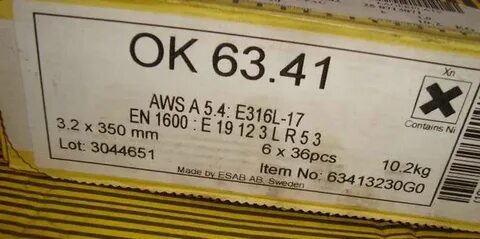 OK 63.41
Xn
AWS A 5.4: E316L-17
EN 1600: E 19 12 3 L R 5 3
Contains Ni
3.2 x 350 mm
6 x 36pcs
10.2kg
Lot: 3044651
Item No: 63413230G0
Made by ESAB AB, Sweden